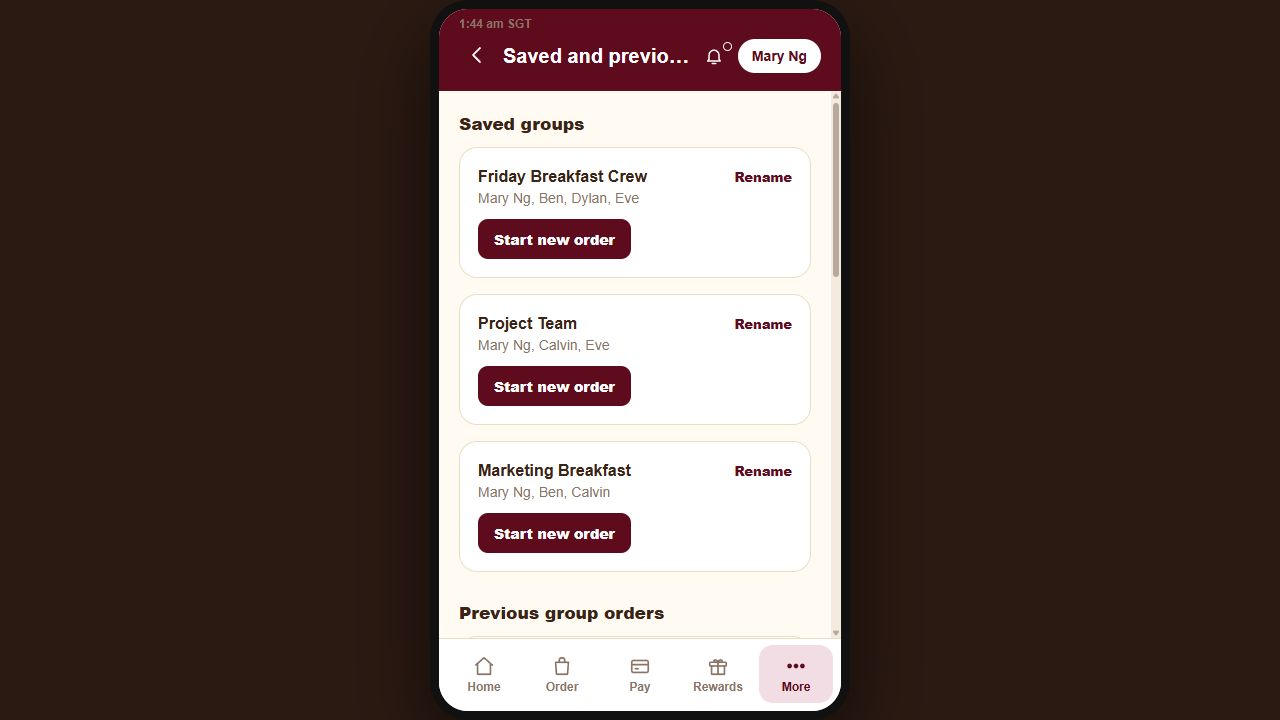 1:44 am SGT
Saved and previo...
Mary Ng
Saved groups
Friday Breakfast Crew
Rename
Mary Ng, Ben, Dylan, Eve
Start new order
Project Team
Rename
Mary Ng, Calvin, Eve
Start new order
Marketing Breakfast
Rename
Mary Ng, Ben, Calvin
Start new order
Previous group orders
Home
Order
Pay
Rewards
More